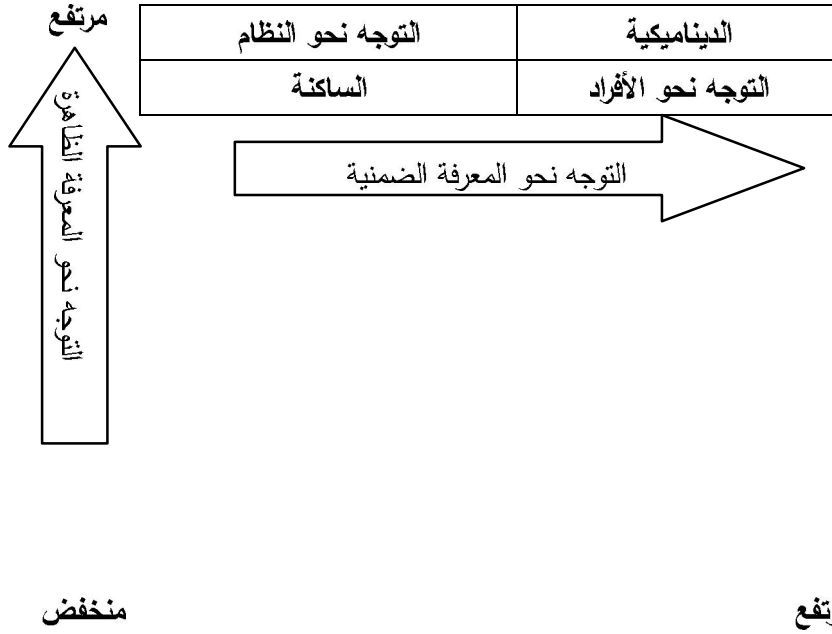 مرتفع
الديناميكية
التوجه نحو النظام
التوجه نحو الأفراد
الساكنة
التوجه نحو المعرفة الضمنية
التوجه نحو المعرفة الظاهرة
منخفض